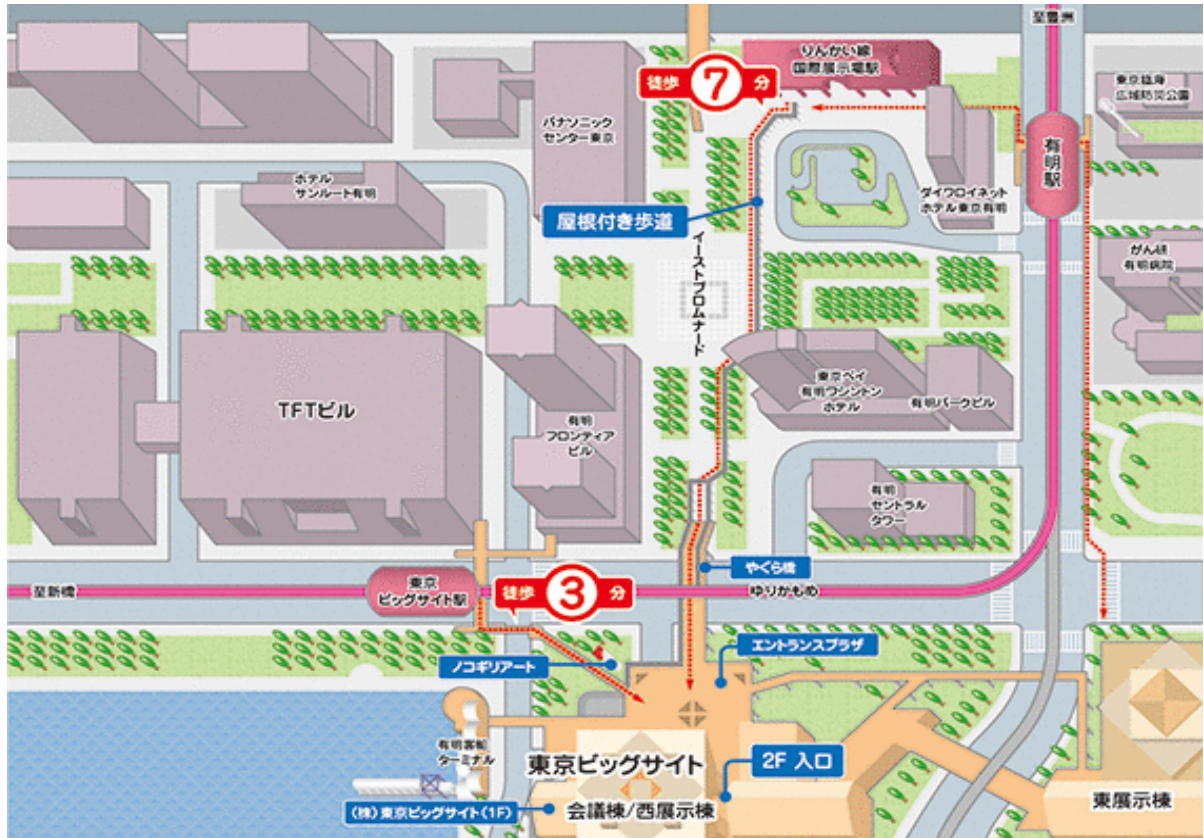 至豊洲
りんかい線
国際展示場駅
徒歩 7 分
東京臨海
広域防災公園
パナソニック
センター東京
有明駅
ホテル
サンルート有明
ダイワロイネット
ホテル東京有明
屋根付き歩道
イーストプロムナード
がん研
有明病院
東京ベイ
有明ワシントン
ホテル
有明パークビル
TFTビル
有明
フロンティア
ビル
有明
セントラル
タワー
やぐら橋
至新橋
東京
ビッグサイト駅
徒歩 3 分
ゆりかもめ
エントランスプラザ
ノコギリアート
有明客船
ターミナル
東京ビッグサイト
2F 入口
(株)東京ビッグサイト(1F)
会議棟/西展示棟
東展示棟